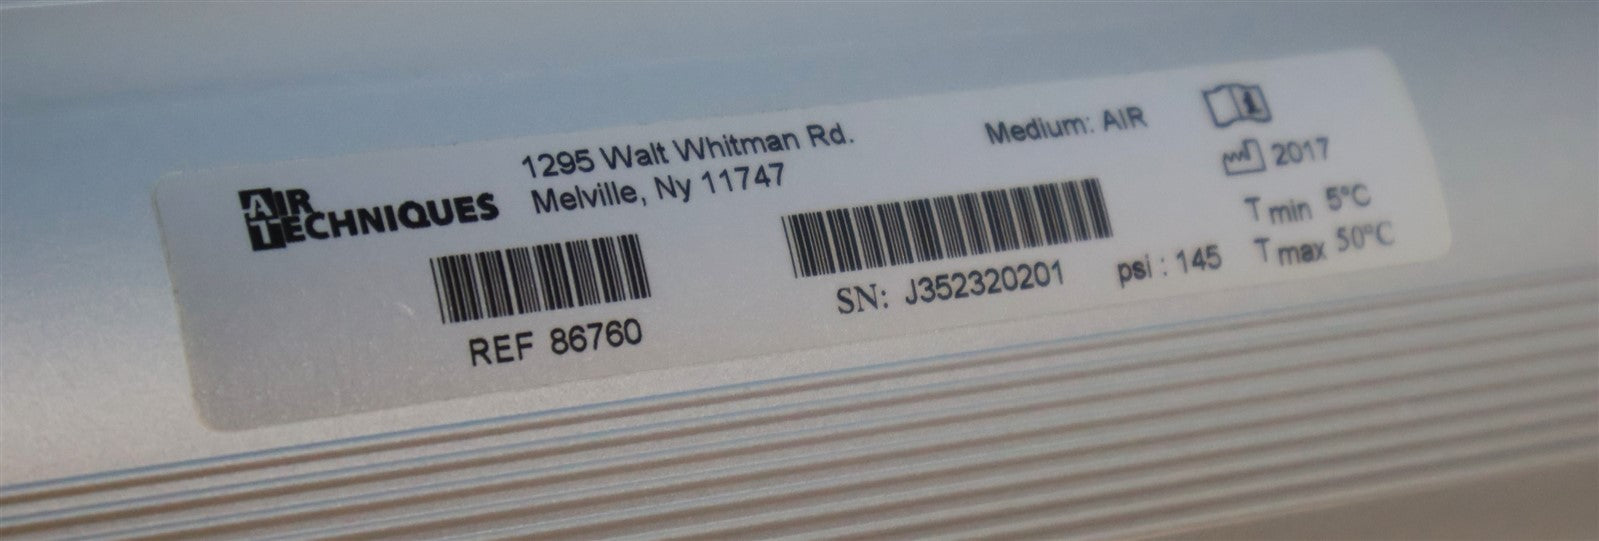 AIR
TECHNIQUES
1295 Walt Whitman Rd.
Melville, Ny 11747
REF 86760
Medium: AIR
SN: J352320201
psi : 145
2017
T min 5°C
T max 50°C